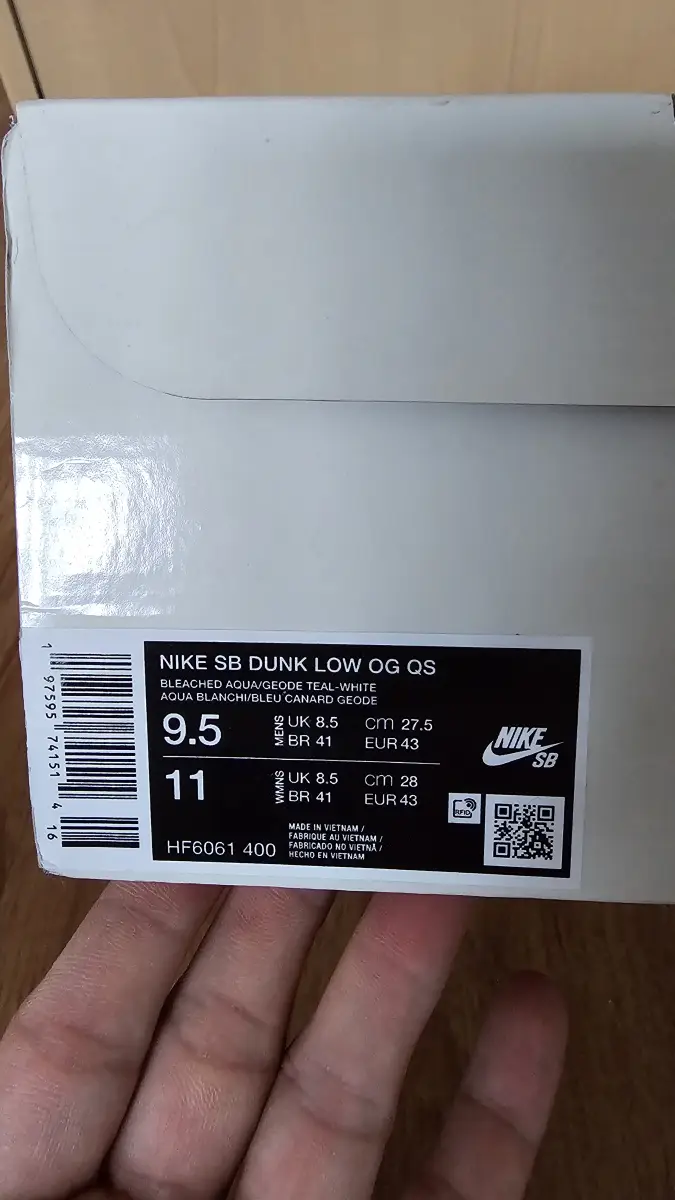 NIKE SB DUNK LOW OG QS
BLEACHED AQUA/GEODE TEAL-WHITE
AQUA BLANCHI/BLEU CANARD GEODE
9.5 MENS UK 8.5 cm 27.5
BR 41 EUR 43
11 WMNS UK 8.5 cm 28
BR 41 EUR 43
HF6061 400
MADE IN VIETNAM /
FABRIQUE AU VIETNAM /
FABRICADO NO VIETNÃ /
HECHO EN VIETNAM
NIKE
SB
RFID
1 97595 74151 4 16